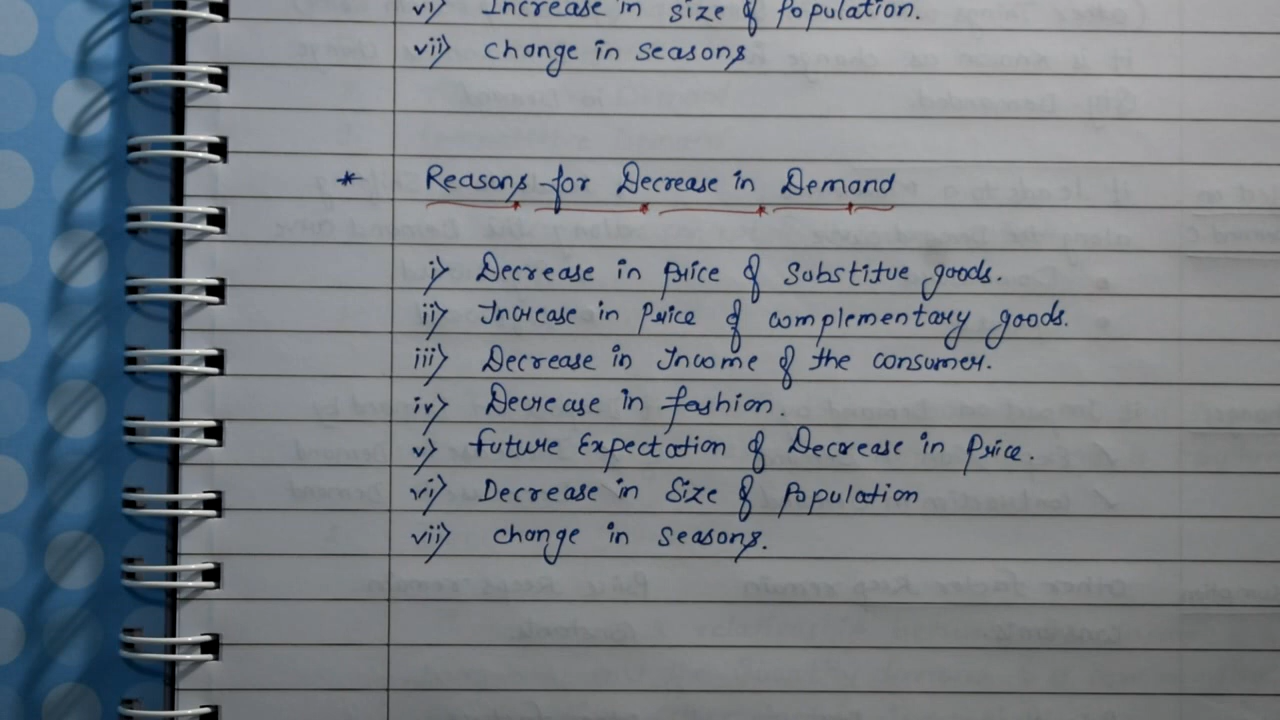 vi) Increase in size of Population.
vii) change in seasons
* Reasons for Decrease in Demand
i) Decrease in price of Substitue goods.
ii) Increase in Price of complementary goods.
iii) Decrease in Income of the consumer.
iv) Decrease in fashion.
v) future Expectation of Decrease in Price.
vi) Decrease in Size of Population
vii) change in seasons.